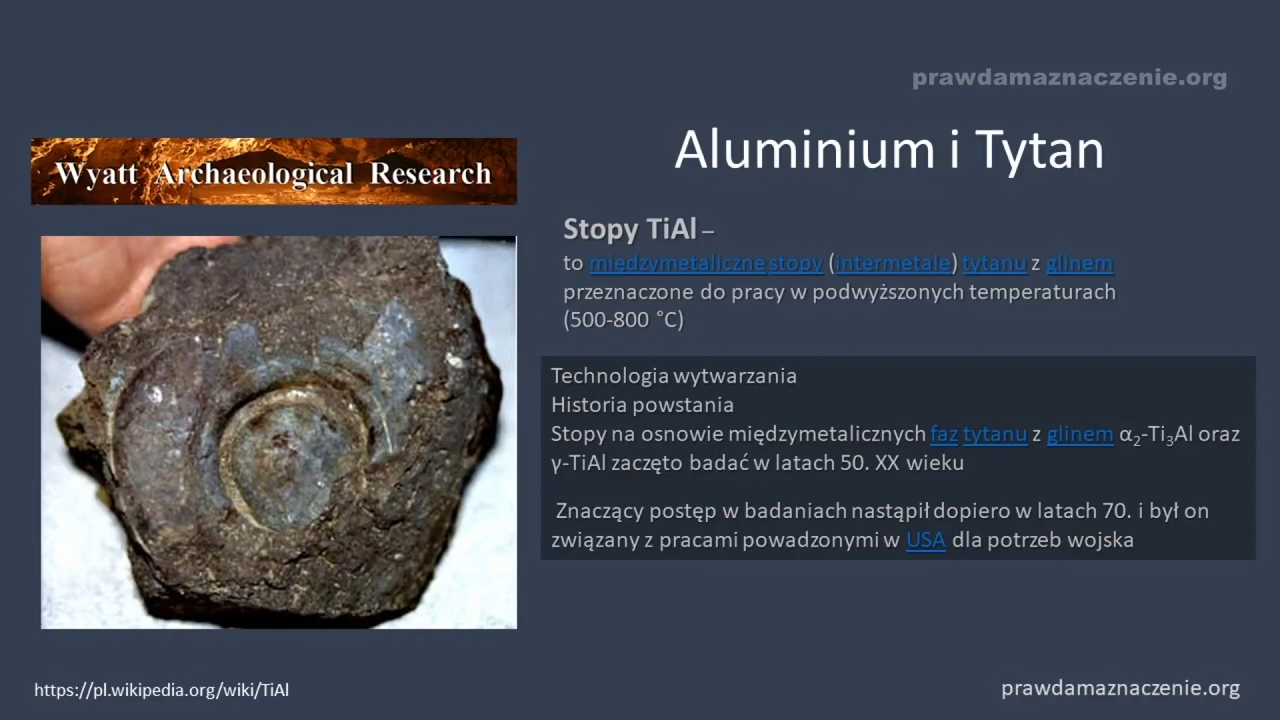 prawdamaznaczenie.org
Wyatt Archaeological Research
Aluminium i Tytan
Stopy TiAl –
to międzymetaliczne stopy (intermetale) tytanu z glinem
przeznaczone do pracy w podwyższonych temperaturach
(500-800 °C)
Technologia wytwarzania
Historia powstania
Stopy na osnowie międzymetalicznych faz tytanu z glinem α₂-Ti₃Al oraz
γ-TiAl zaczęto badać w latach 50. XX wieku
Znaczący postęp w badaniach nastąpił dopiero w latach 70. i był on
związany z pracami powadzonymi w USA dla potrzeb wojska
https://pl.wikipedia.org/wiki/TiAl
prawdamaznaczenie.org